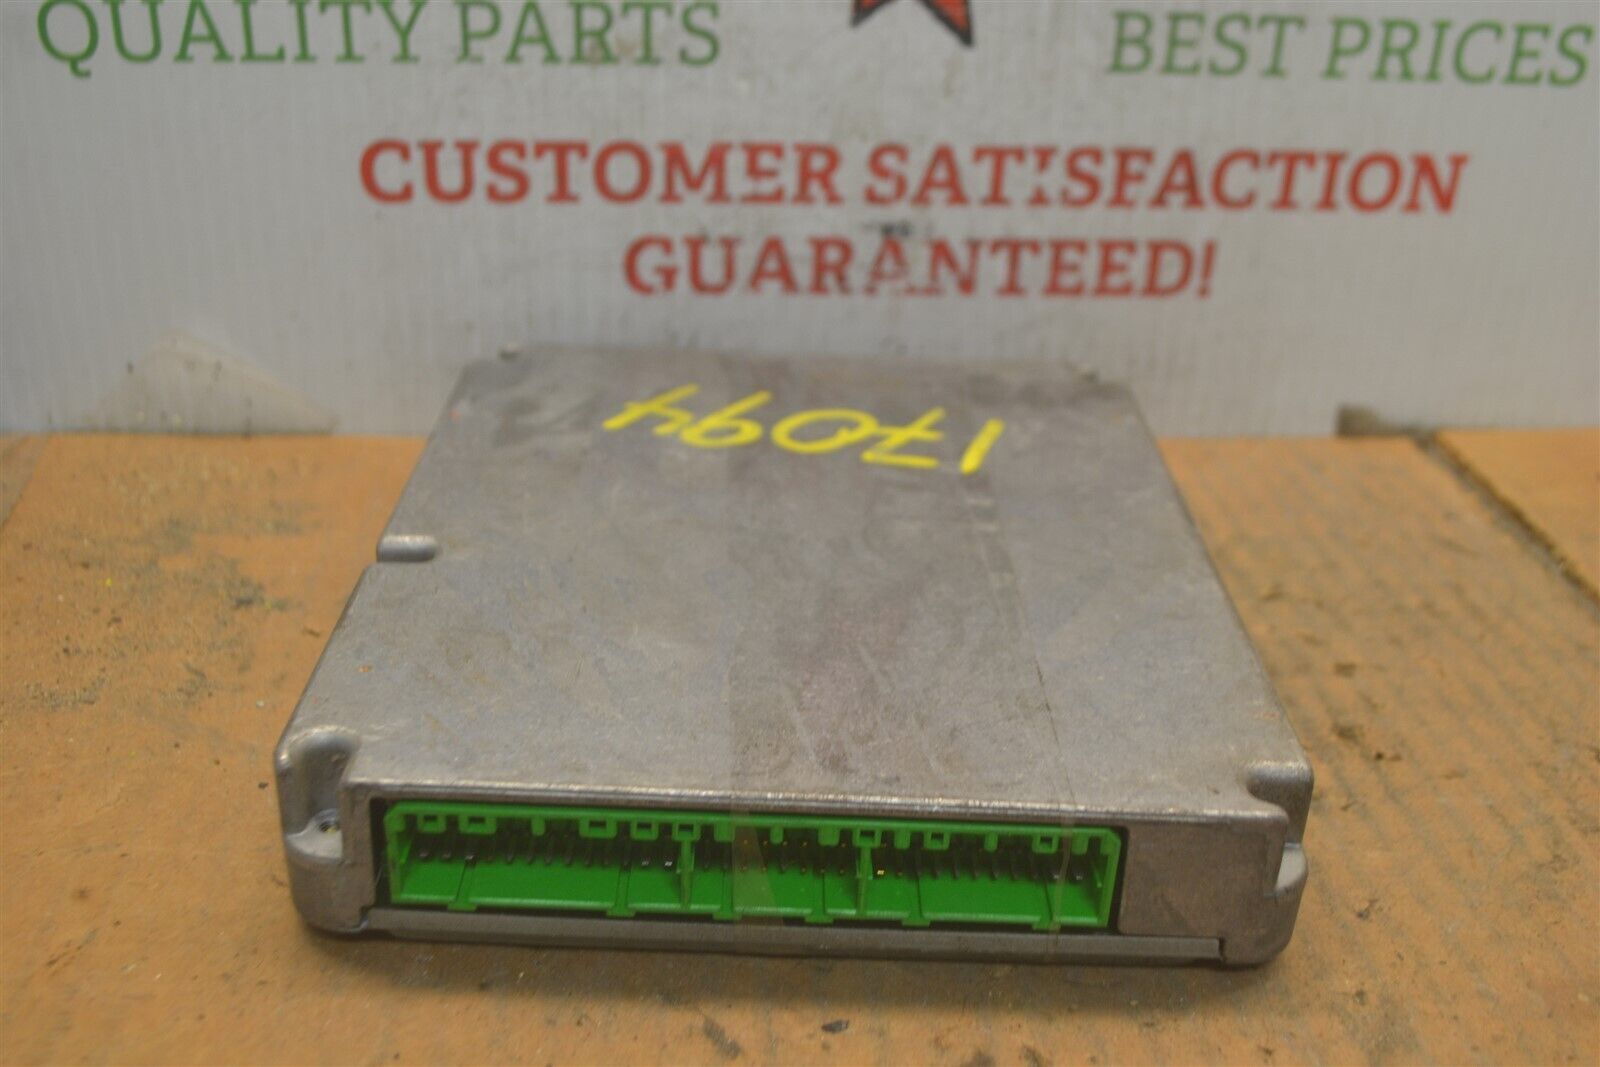 QUALITY PARTS
BEST PRICES
CUSTOMER SATISFACTION
GUARANTEED!
17094